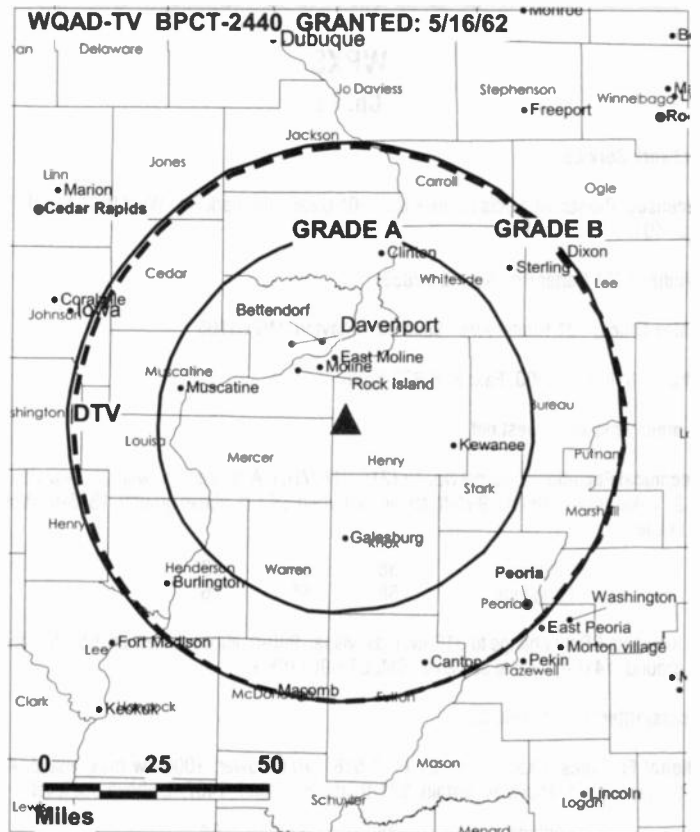 WQAD-TV BPCT-2440 GRANTED: 5/16/62
Monroe
Delaware
Dubuque
Jo Daviess
Stephenson
Winnebago
Freeport
Jackson
Jones
Linn
Marion
Carroll
Ogle
Cedar Rapids
GRADE A
GRADE B
Clinton
Dixon
Cedar
Whiteside
Sterling
Lee
Coralville
Johnson
Iowa
Bettendorf
Davenport
East Moline
Moline
Muscatine
Rock Island
Muscatine
Bureau
DTV
Louisa
Kewanee
Mercer
Henry
Putnam
Stark
Marshall
Henry
Galesburg
Knox
Henderson
Warren
Peoria
Burlington
Peoria
Washington
East Peoria
Fort Madison
Lee
Morton village
Canton
Pekin
Tazewell
Clark
McDonough
Macomb
Fulton
Keokuk
Hancock
Mason
0 25 50
Miles
Schuyler
Lincoln
Logan
Menard